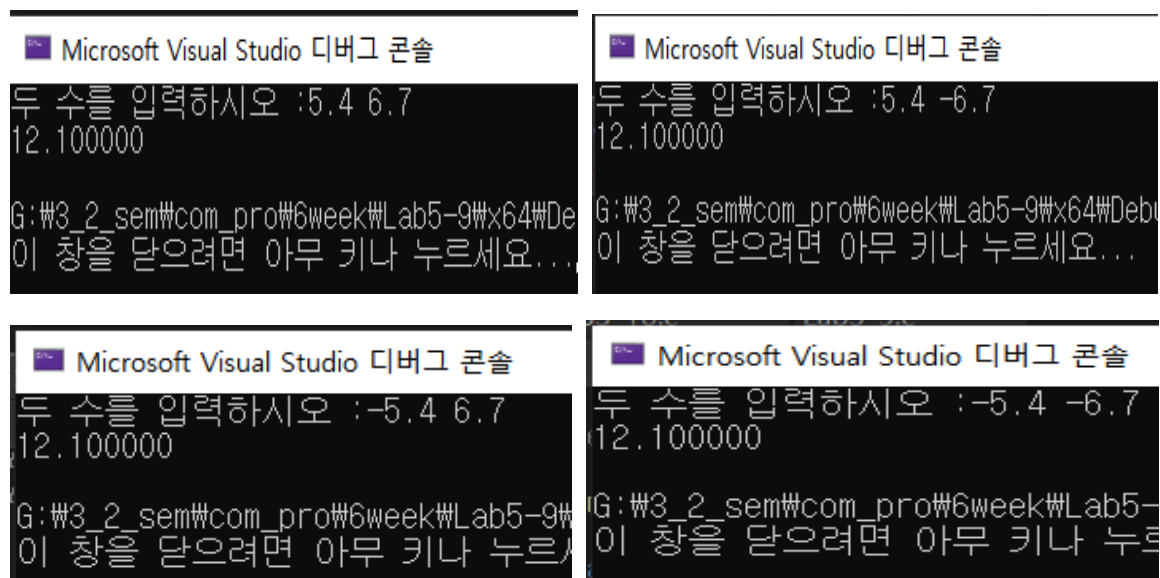 Microsoft Visual Studio 디버그 콘솔
두 수를 입력하시오 :5.4 6.7
12.100000
G:₩3_2_sem₩com_pro₩6week₩Lab5-9₩x64₩De
이 창을 닫으려면 아무 키나 누르세요...
Microsoft Visual Studio 디버그 콘솔
두 수를 입력하시오 :5.4 -6.7
12.100000
G:₩3_2_sem₩com_pro₩6week₩Lab5-9₩x64₩Debu
이 창을 닫으려면 아무 키나 누르세요...
Microsoft Visual Studio 디버그 콘솔
두 수를 입력하시오 :-5.4 6.7
12.100000
G:₩3_2_sem₩com_pro₩6week₩Lab5-9₩
이 창을 닫으려면 아무 키나 누르
Microsoft Visual Studio 디버그 콘솔
두 수를 입력하시오 :-5.4 -6.7
12.100000
G:₩3_2_sem₩com_pro₩6week₩Lab5-
이 창을 닫으려면 아무 키나 누르